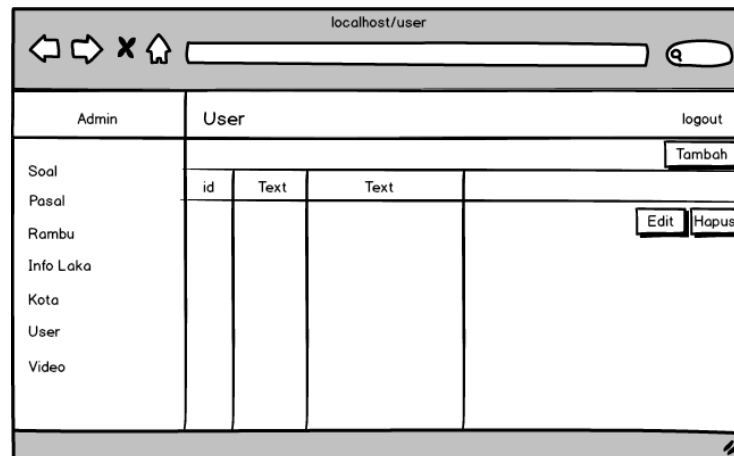 localhost/user
Admin
User
logout
Tambah
Soal
Pasal
Rambu
Info Laka
Kota
User
Video
id Text Text
Edit Hapus